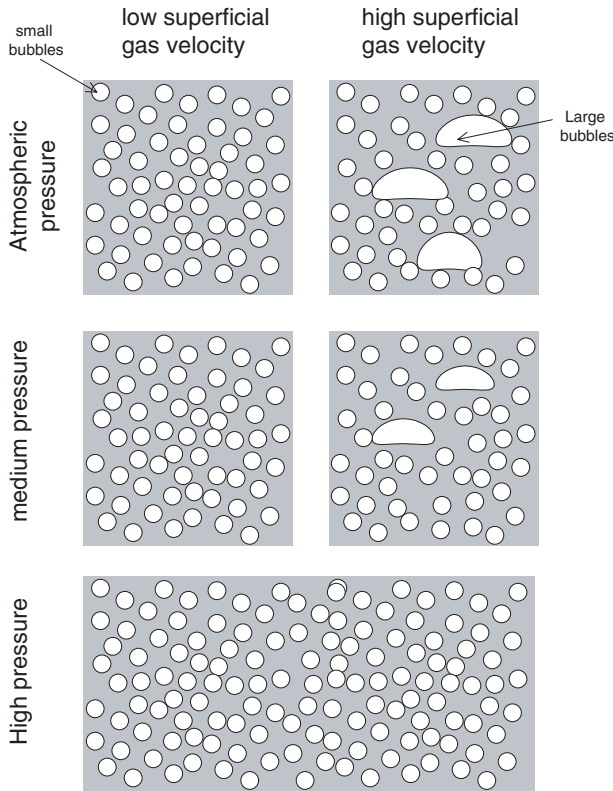 low superficial
gas velocity
high superficial
gas velocity
small
bubbles
Large
bubbles
Atmospheric
pressure
medium pressure
High pressure